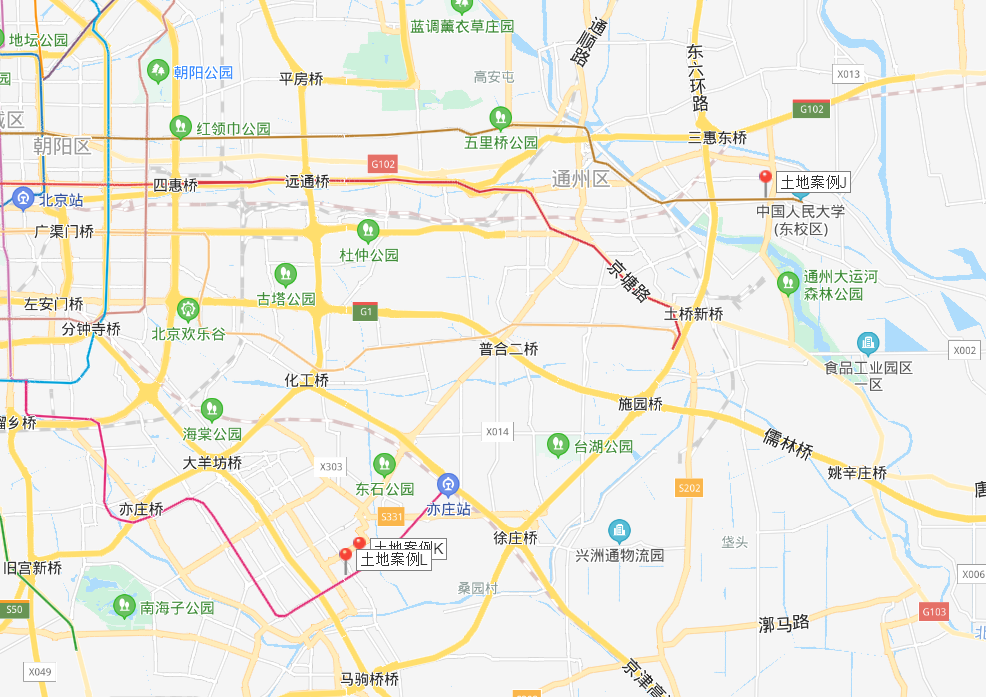 蓝调薰衣草庄园
通顺路
地坛公园
朝阳公园
平房桥
高安屯
东六环路
X013
G102
城区
红领巾公园
五里桥公园
三惠东桥
朝阳区
G102
四惠桥
远通桥
通州区
土地案例J
北京站
中国人民大学
(东校区)
广渠门桥
杜仲公园
京塘路
通州大运河
森林公园
古塔公园
左安门桥
G1
土桥新桥
分钟寺桥
北京欢乐谷
普合二桥
X002
食品工业园区
一区
化工桥
施园桥
榴乡桥
海棠公园
X014
台湖公园
儒林桥
大羊坊桥
X303
姚辛庄桥
东石公园
S202
亦庄站
亦庄桥
S331
徐庄桥
兴洲通物流园
垡头
土地案例K
土地案例L
旧宫新桥
桑园村
X006
S50
南海子公园
G103
漷马路
X049
马驹桥桥
京津高